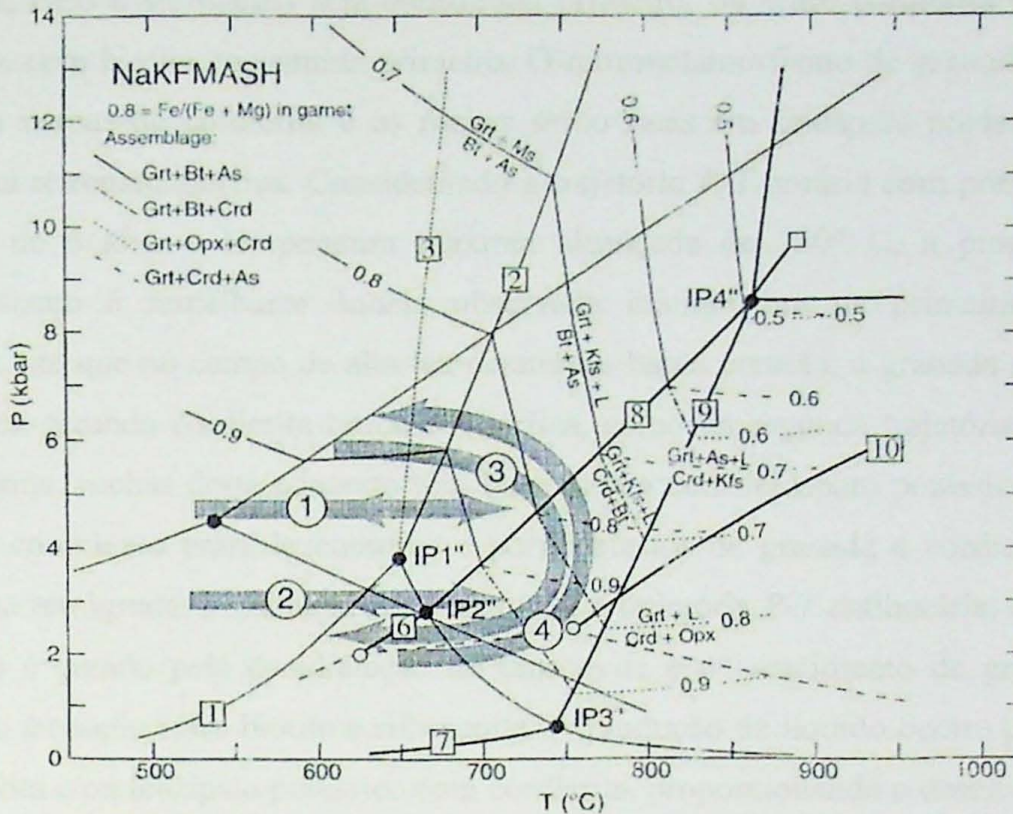 14
12
10
8
6
4
2
0
P (kbar)
500
600
700
800
900
1000
T (°C)
NaKFMASH
0.8 = Fe/(Fe + Mg) in garnet
Assemblage:
Grt+Bt+As
Grt+Bt+Crd
Grt+Opx+Crd
Grt+Crd+As
0.7
Grt + Ms
Bt + As
0.6
0.5
3
2
0.8
IP4"
0.5
0.5
Grt + Kfs + L
Bt + As
8
9
0.6
0.6
10
0.9
Grt+As+L
Crd+Kfs
0.7
3
Grt+Kfs+L
Crd+Bt
1
0.8
0.7
IP1"
0.9
2
IP2"
6
4
Grt + L
Crd + Opx
0.8
0.9
1
IP3"
7